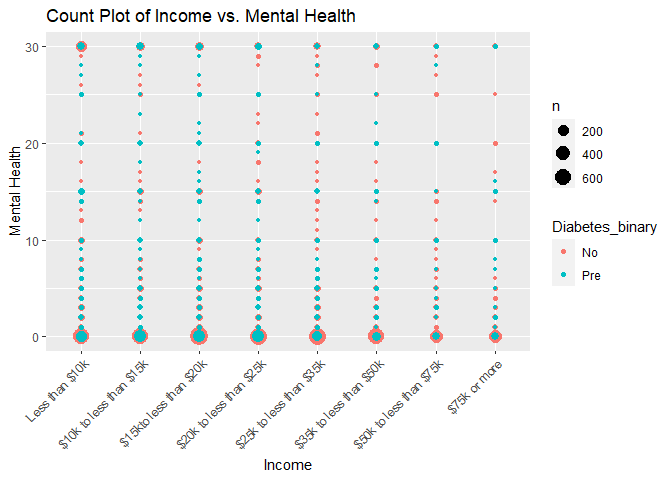 Count Plot of Income vs. Mental Health
Mental Health
30
20
10
0
Less than $10k
$10k to less than $15k
$15kto less than $20k
$20k to less than $25k
$25k to less than $35k
$35k to less than $50k
$50k to less than $75k
$75k or more
Income
n
200
400
600
Diabetes_binary
No
Pre